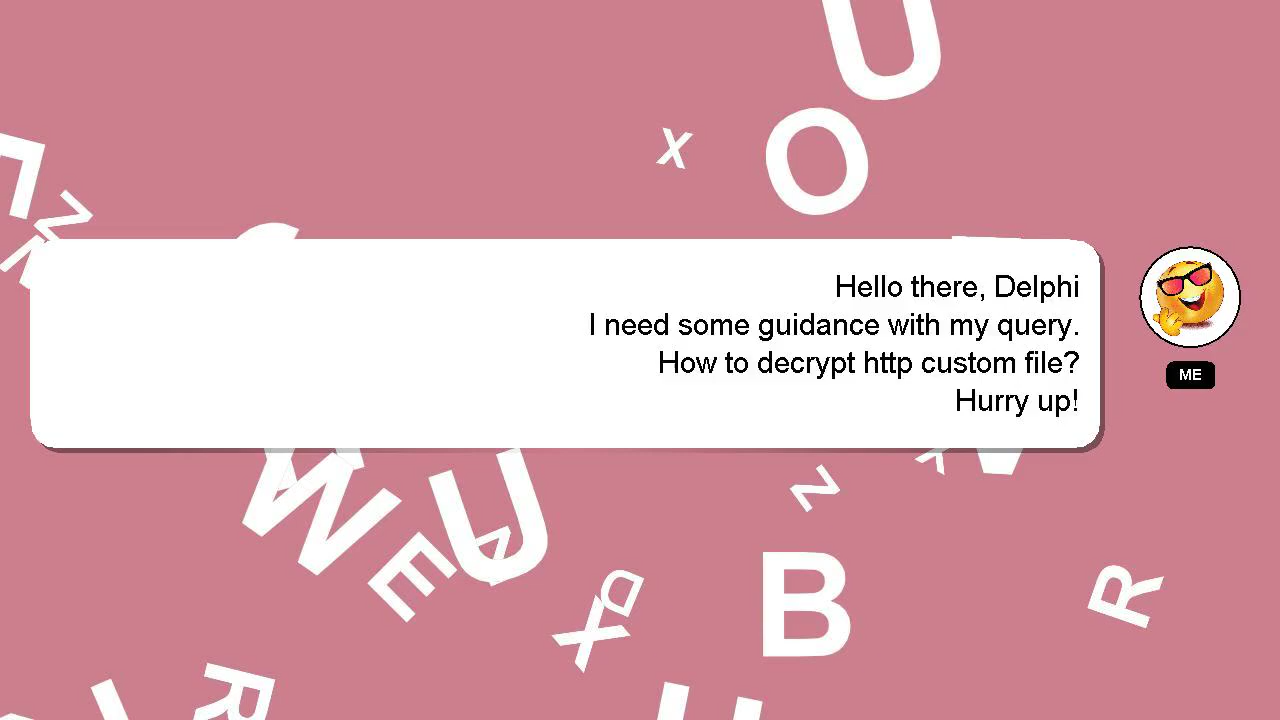 Hello there, Delphi
I need some guidance with my query.
How to decrypt http custom file?
Hurry up!
ME
U
O
X
Z
N
W
U
E
Z
X
D
X
B
R
R